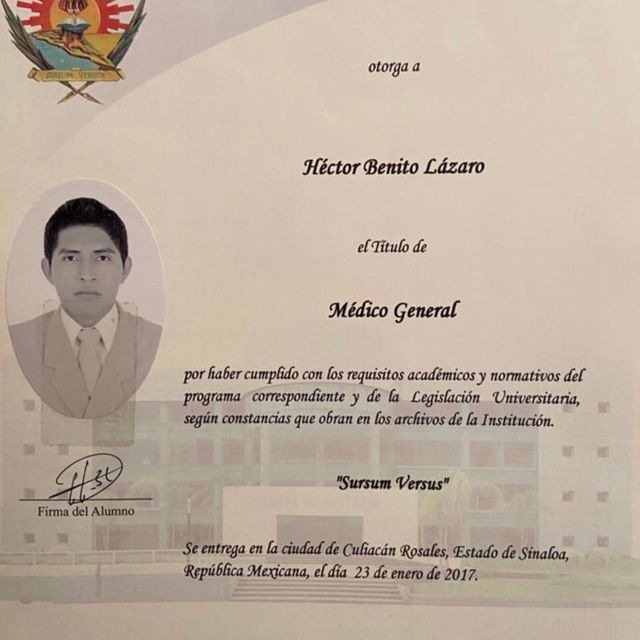 SURSUM VERSUS
otorga a
Héctor Benito Lázaro
el Título de
Médico General
por haber cumplido con los requisitos académicos y normativos del
programa correspondiente y de la Legislación Universitaria,
según constancias que obran en los archivos de la Institución.
"Sursum Versus"
Firma del Alumno
Se entrega en la ciudad de Culiacán Rosales, Estado de Sinaloa,
República Mexicana, el día 23 de enero de 2017.